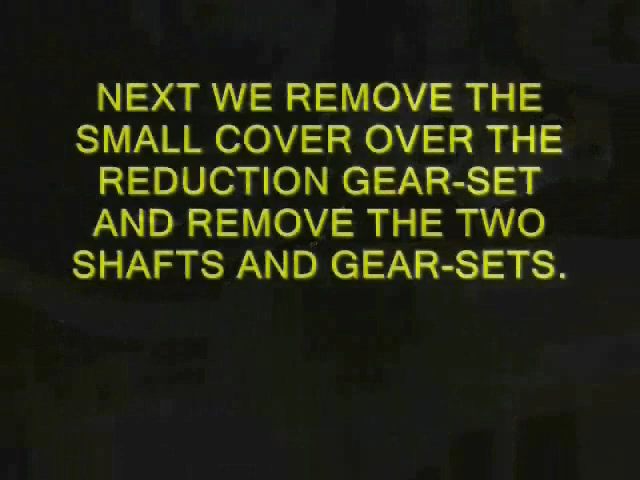 NEXT WE REMOVE THE
SMALL COVER OVER THE
REDUCTION GEAR-SET
AND REMOVE THE TWO
SHAFTS AND GEAR-SETS.